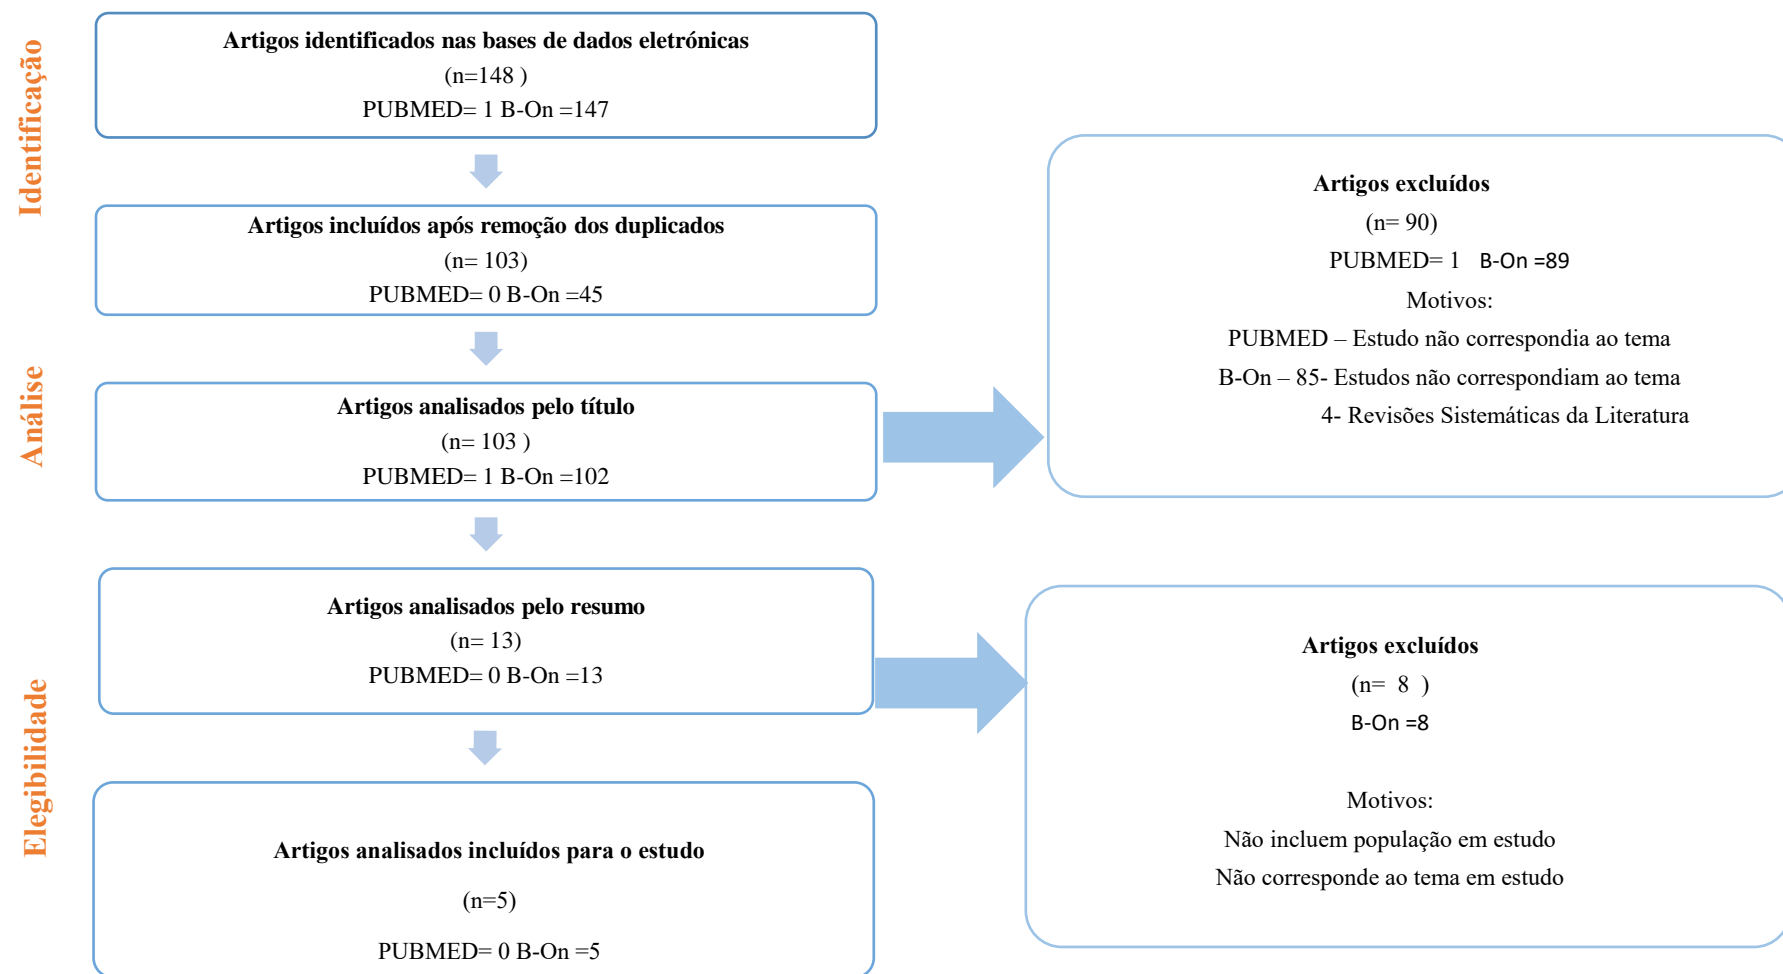 Identificação
Artigos identificados nas bases de dados eletrónicas
(n=148 )
PUBMED= 1 B-On =147
Artigos incluídos após remoção dos duplicados
(n= 103)
PUBMED= 0 B-On =45
Análise
Artigos analisados pelo título
(n= 103 )
PUBMED= 1 B-On =102
Artigos excluídos
(n= 90)
PUBMED= 1 B-On =89
Motivos:
PUBMED – Estudo não correspondia ao tema
B-On – 85- Estudos não correspondiam ao tema
4- Revisões Sistemáticas da Literatura
Elegibilidade
Artigos analisados pelo resumo
(n= 13)
PUBMED= 0 B-On =13
Artigos excluídos
(n= 8 )
B-On =8
Motivos:
Não incluem população em estudo
Não corresponde ao tema em estudo
Artigos analisados incluídos para o estudo
(n=5)
PUBMED= 0 B-On =5